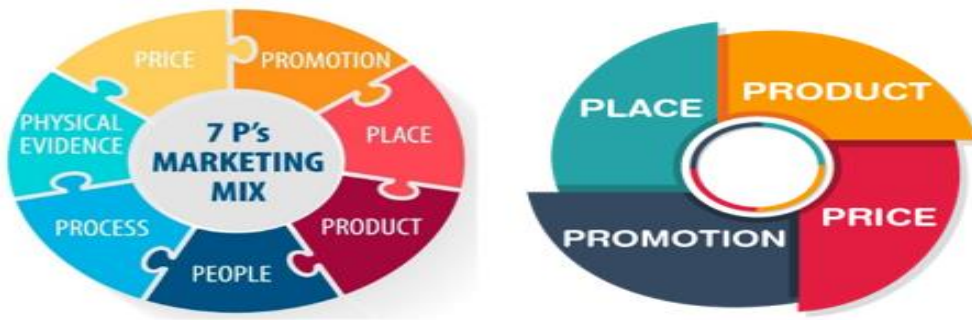 PRICE
PROMOTION
PHYSICAL
EVIDENCE
7 P's
MARKETING
MIX
PLACE
PROCESS
PRODUCT
PEOPLE
PLACE
PRODUCT
PROMOTION
PRICE